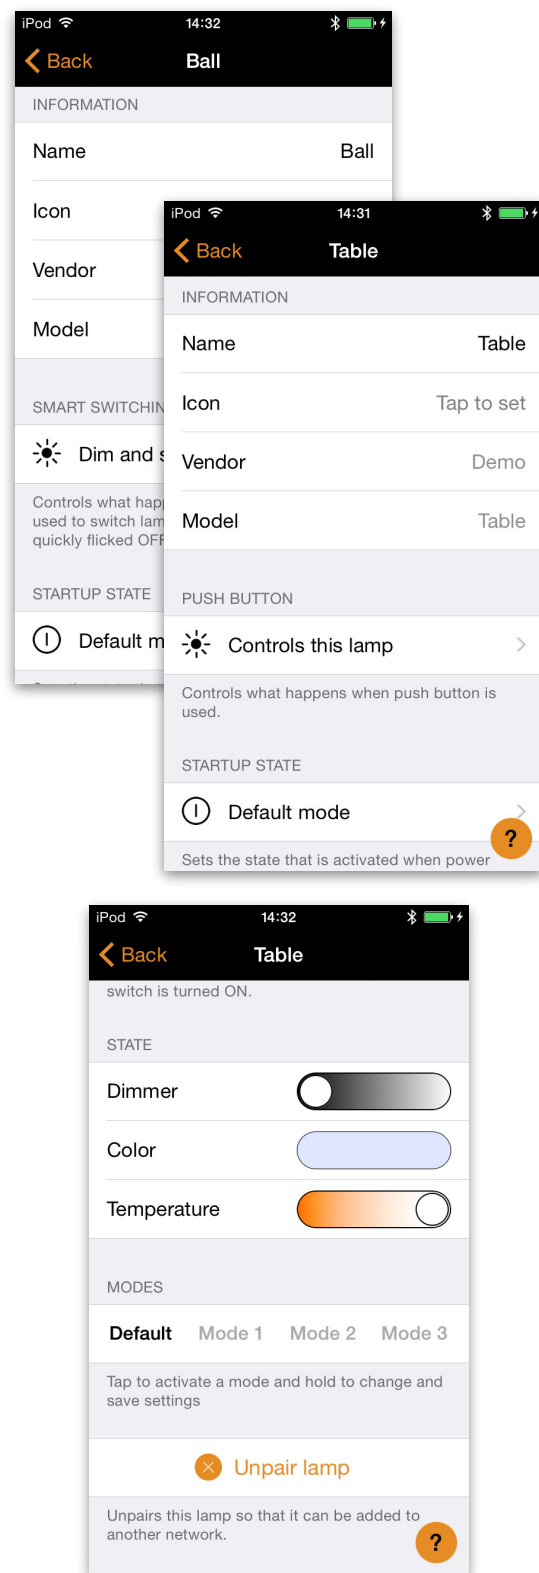 iPod 14:32
Back Ball
INFORMATION
Name Ball
Icon
Vendor
Model
SMART SWITCHIN
Dim and
Controls what hap
used to switch lam
quickly flicked OFF
STARTUP STATE
Default m
iPod 14:31
Back Table
INFORMATION
Name Table
Icon Tap to set
Vendor Demo
Model Table
PUSH BUTTON
Controls this lamp
Controls what happens when push button is
used.
STARTUP STATE
Default mode
?
Sets the state that is activated when power
iPod 14:32
Back Table
switch is turned ON.
STATE
Dimmer
Color
Temperature
MODES
Default Mode 1 Mode 2 Mode 3
Tap to activate a mode and hold to change and
save settings
Unpair lamp
Unpairs this lamp so that it can be added to
another network.
?